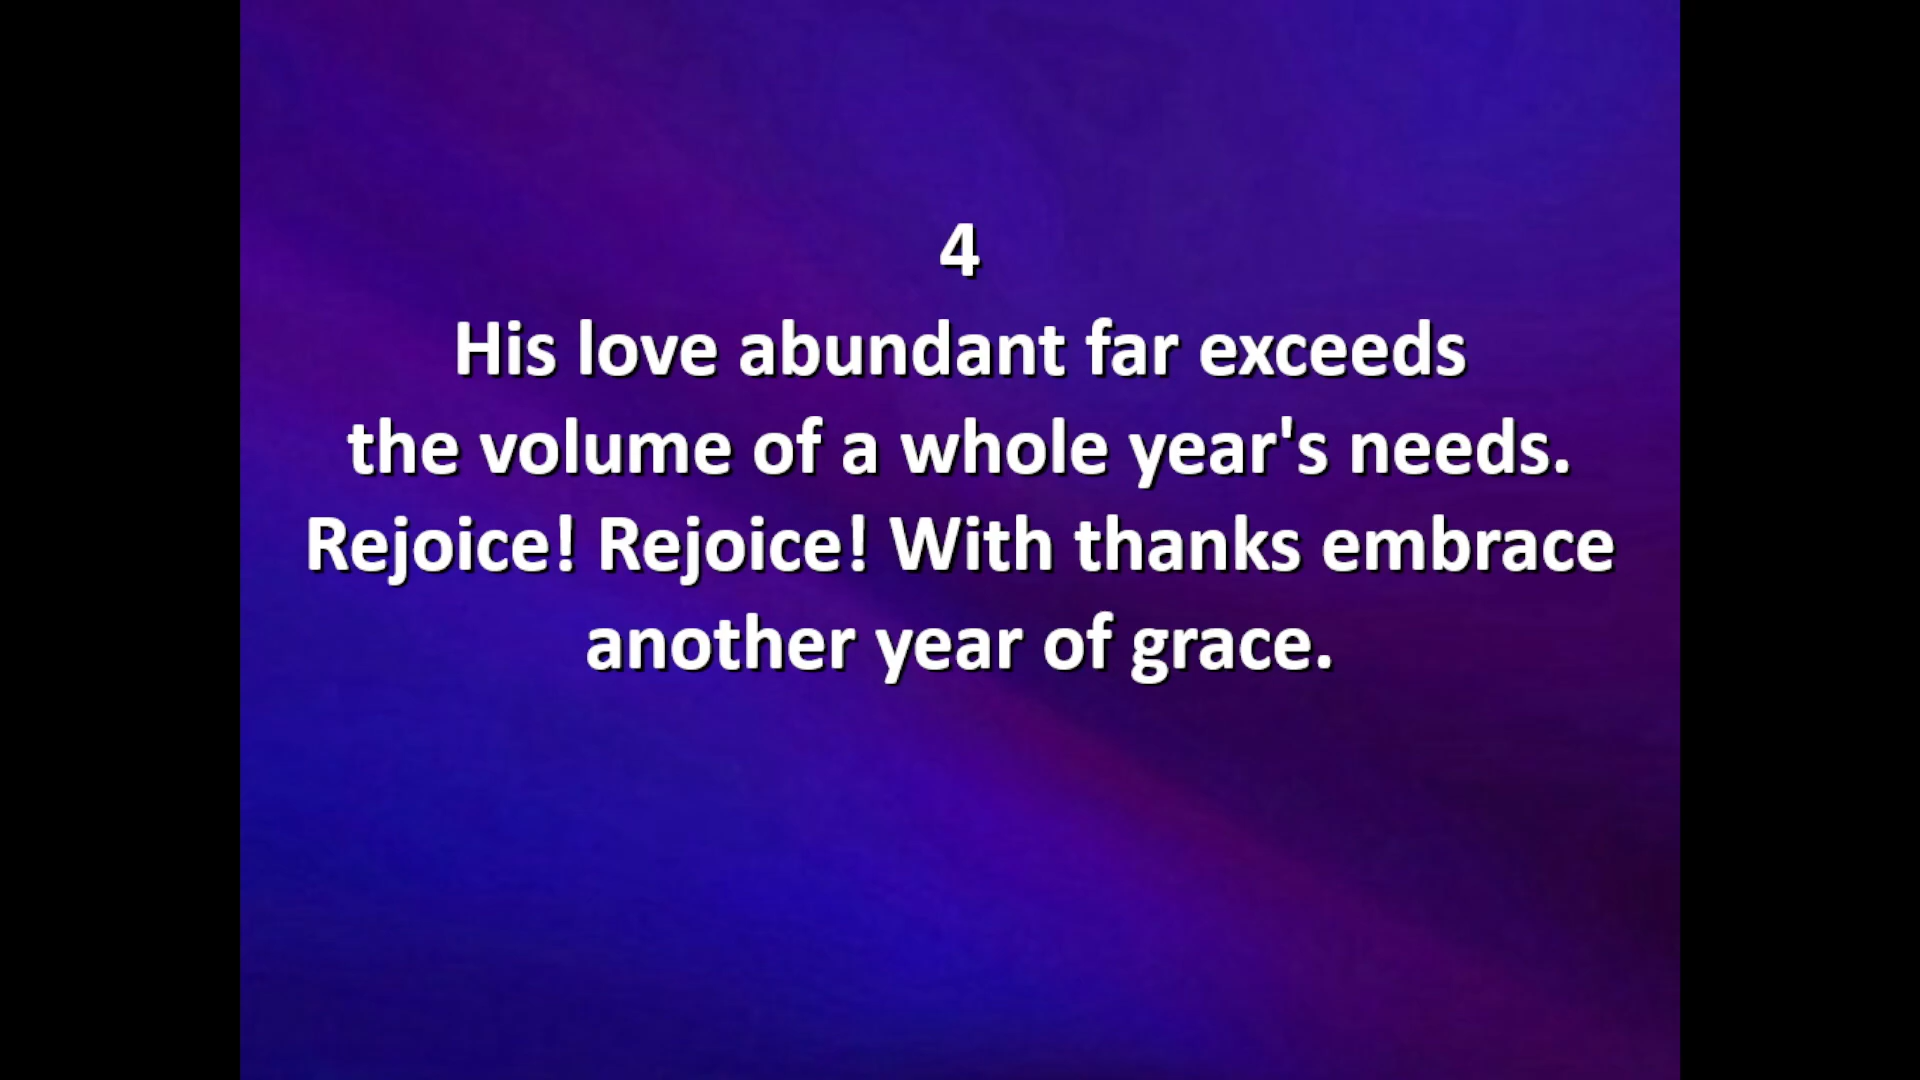 4
His love abundant far exceeds
the volume of a whole year's needs.
Rejoice! Rejoice! With thanks embrace
another year of grace.